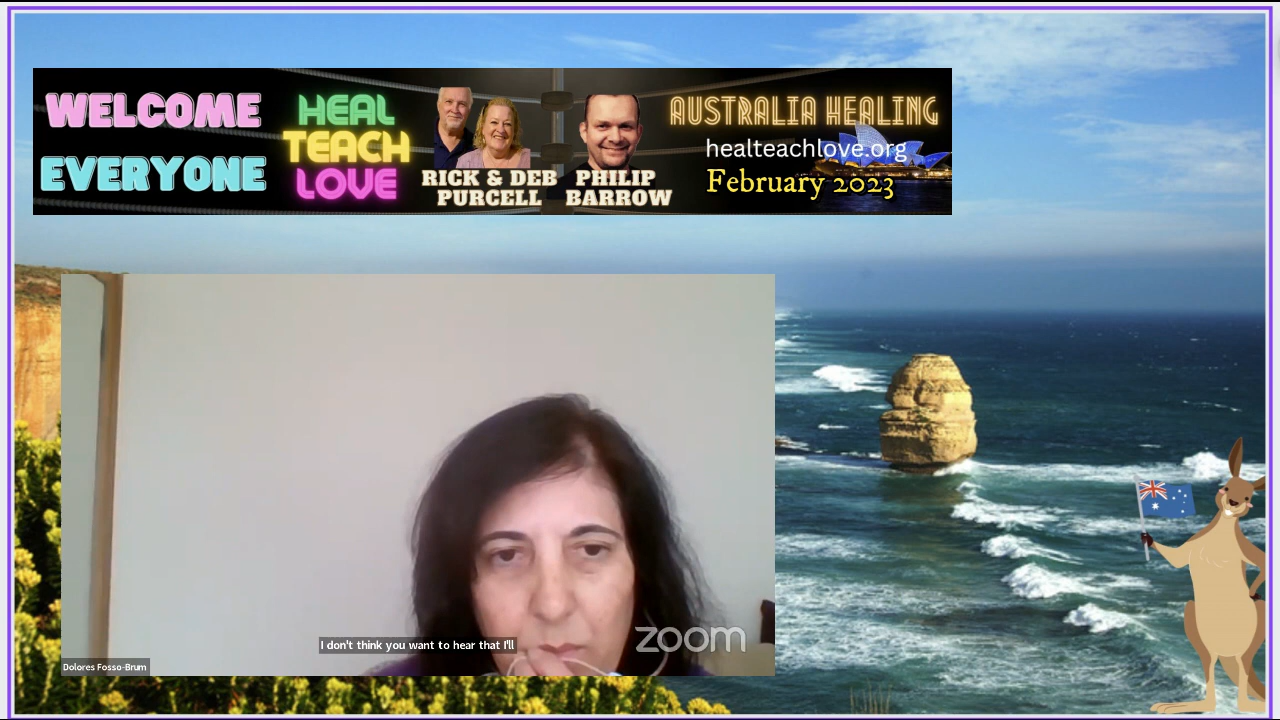 WELCOME
EVERYONE
HEAL
TEACH
LOVE
RICK & DEB
PURCELL
PHILIP
BARROW
AUSTRALIA HEALING
healteachlove.org
February 2023
I don't think you want to hear that I'll
zoom
Dolores Fosso-Brum